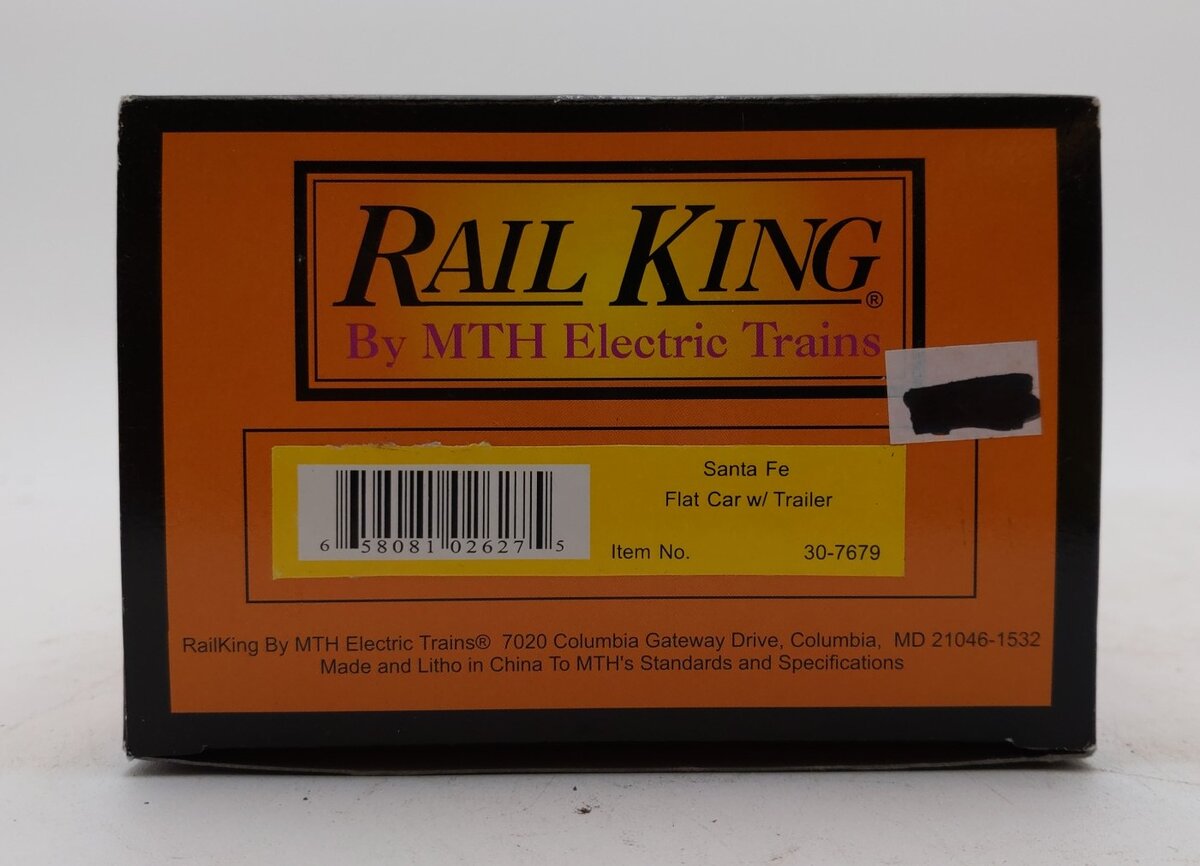 RAIL KING®
By MTH Electric Trains
Santa Fe
Flat Car w/ Trailer
6 58081 02627 5
Item No. 30-7679
RailKing By MTH Electric Trains® 7020 Columbia Gateway Drive, Columbia, MD 21046-1532
Made and Litho in China To MTH's Standards and Specifications